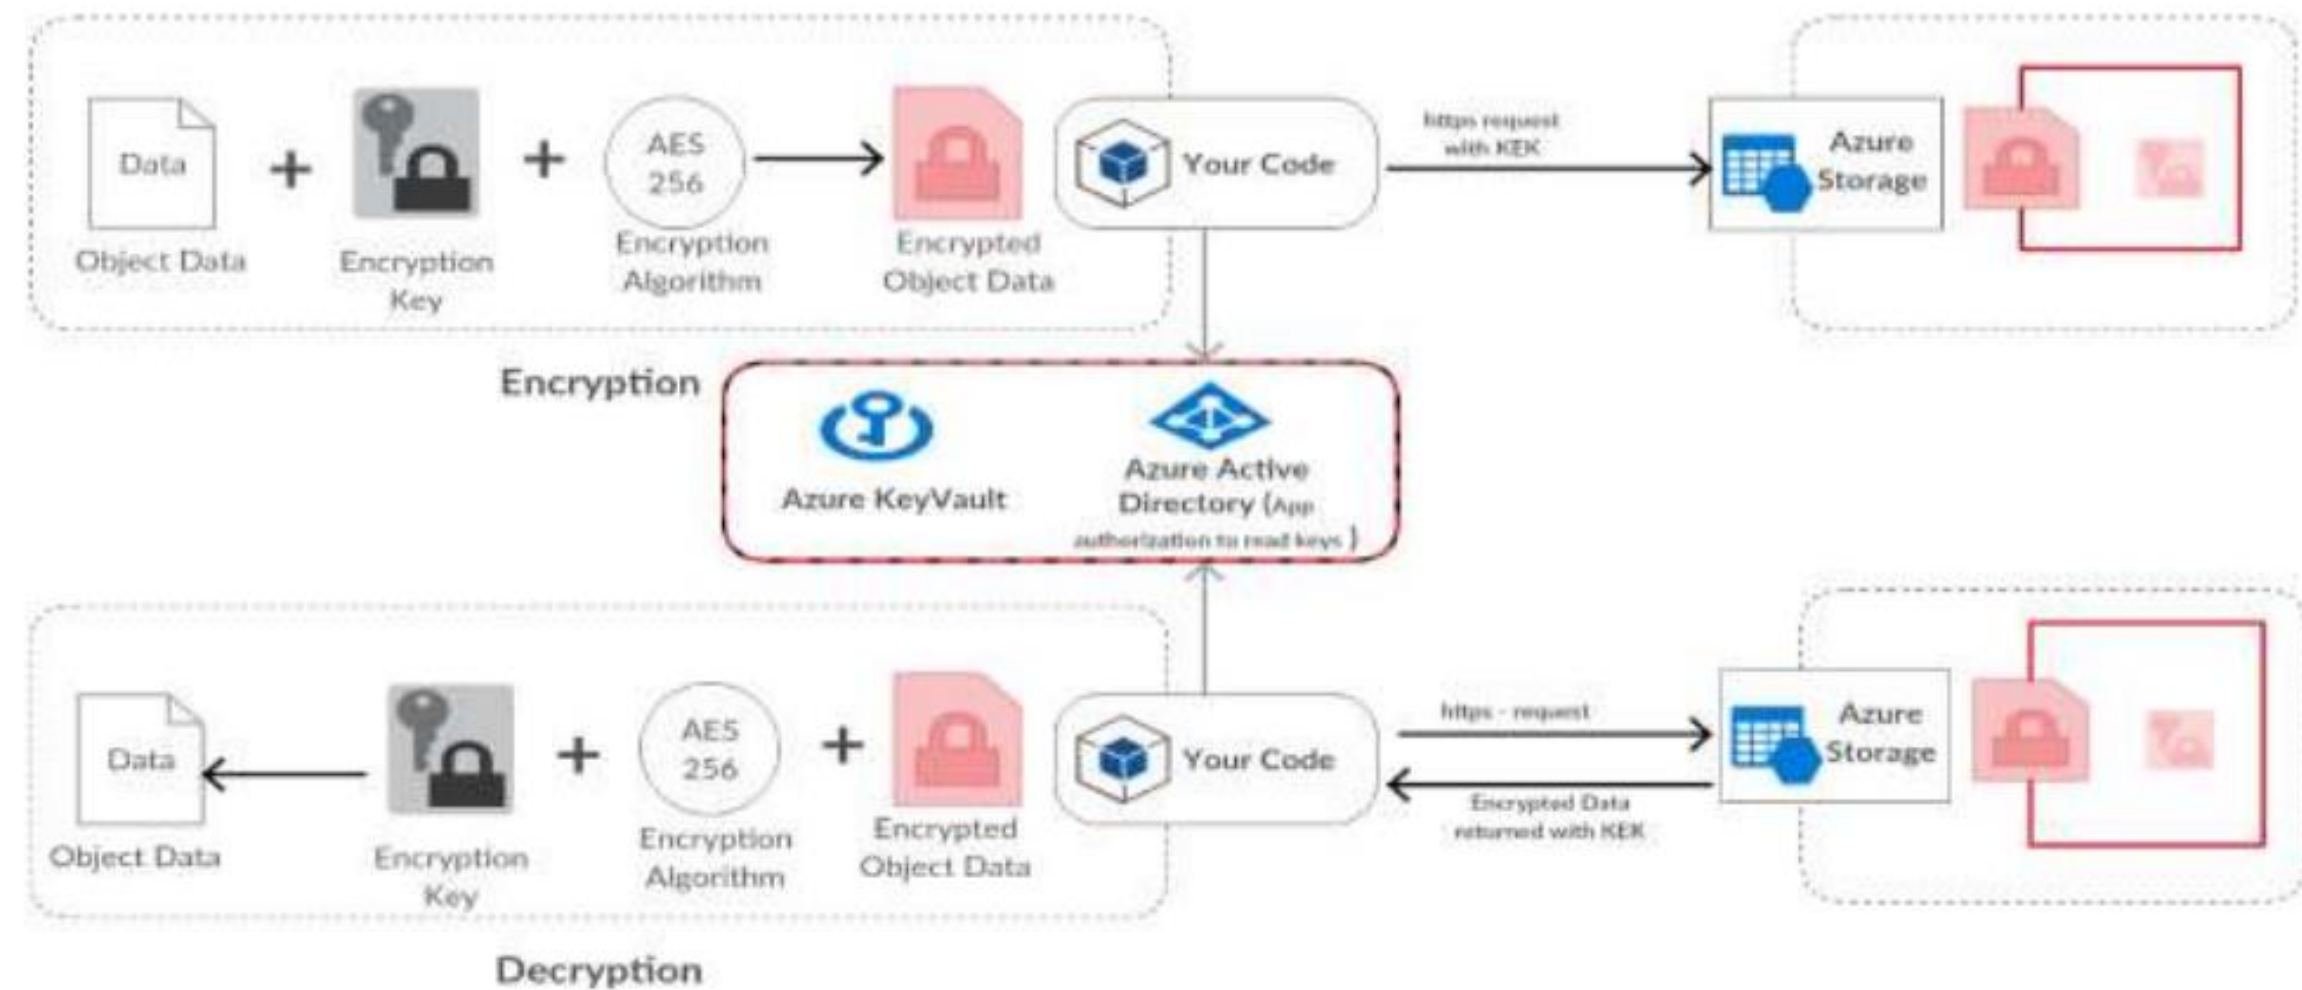 Data
Object Data
Encryption
Key
AES
256
Encryption
Algorithm
Encrypted
Object Data
Your Code
https request
with KEK
Azure
Storage
Encryption
Azure KeyVault
Azure Active
Directory (App
authorization to read keys )
Data
Object Data
Encryption
Key
AES
256
Encryption
Algorithm
Encrypted
Object Data
Your Code
https - request
Encrypted Data
returned with KEK
Azure
Storage
Decryption